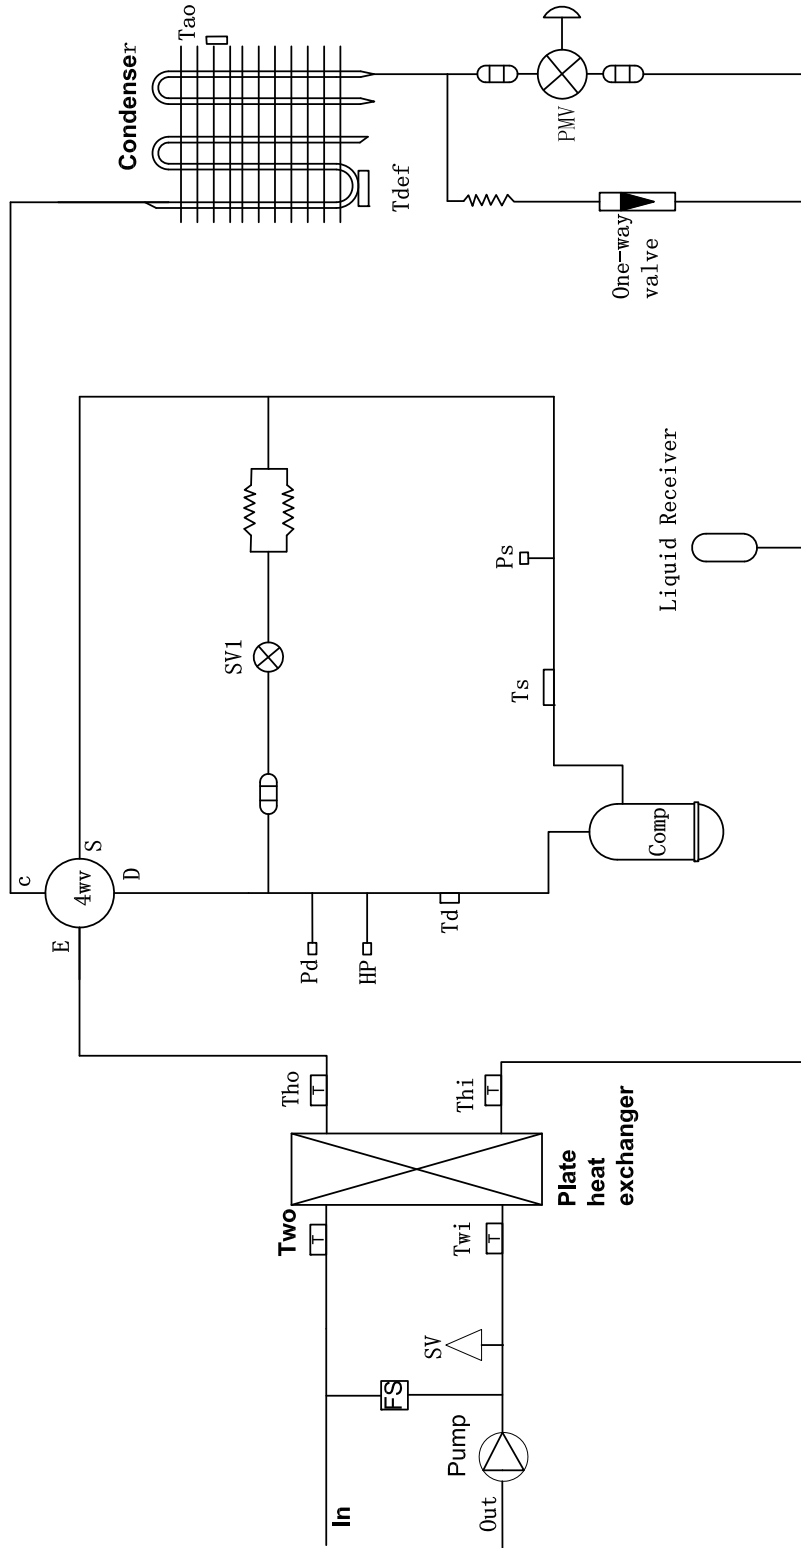 Tao
Condenser
Tdef
PMV
One-way
valve
Liquid Receiver
Ps
Ts
Comp
SV1
c
S
4wv
D
E
Pd
HP
Td
Tho
T
Thi
T
Plate
heat
exchanger
Two
T
Twi
T
SV
FS
Pump
In
Out